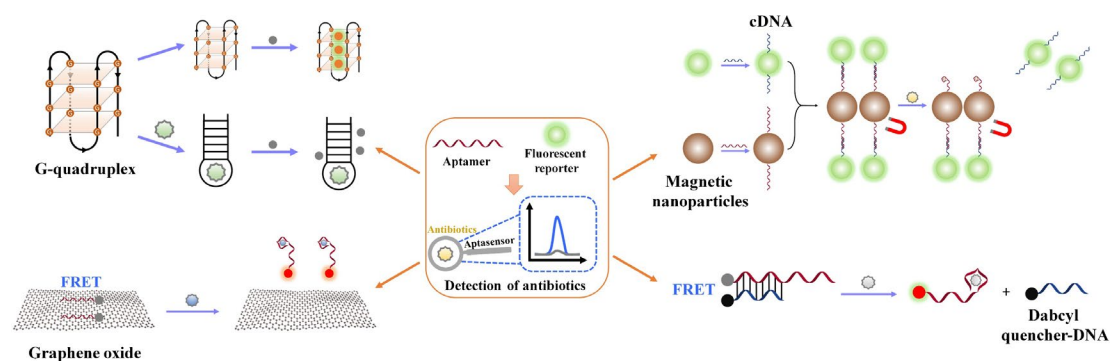 G-quadruplex
cDNA
Magnetic
nanoparticles
Aptamer
Fluorescent
reporter
Antibiotics
Aptasensor
Detection of antibiotics
FRET
Graphene oxide
FRET
+
Dabcyl
quencher-DNA